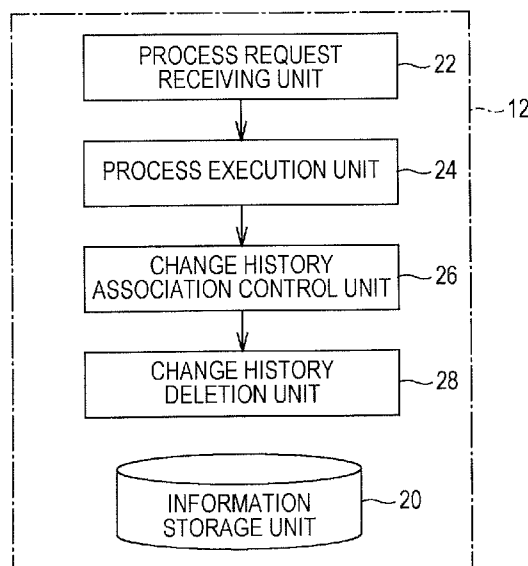 PROCESS REQUEST
RECEIVING UNIT
22
12
PROCESS EXECUTION UNIT
24
CHANGE HISTORY
ASSOCIATION CONTROL UNIT
26
CHANGE HISTORY
DELETION UNIT
28
INFORMATION
STORAGE UNIT
20